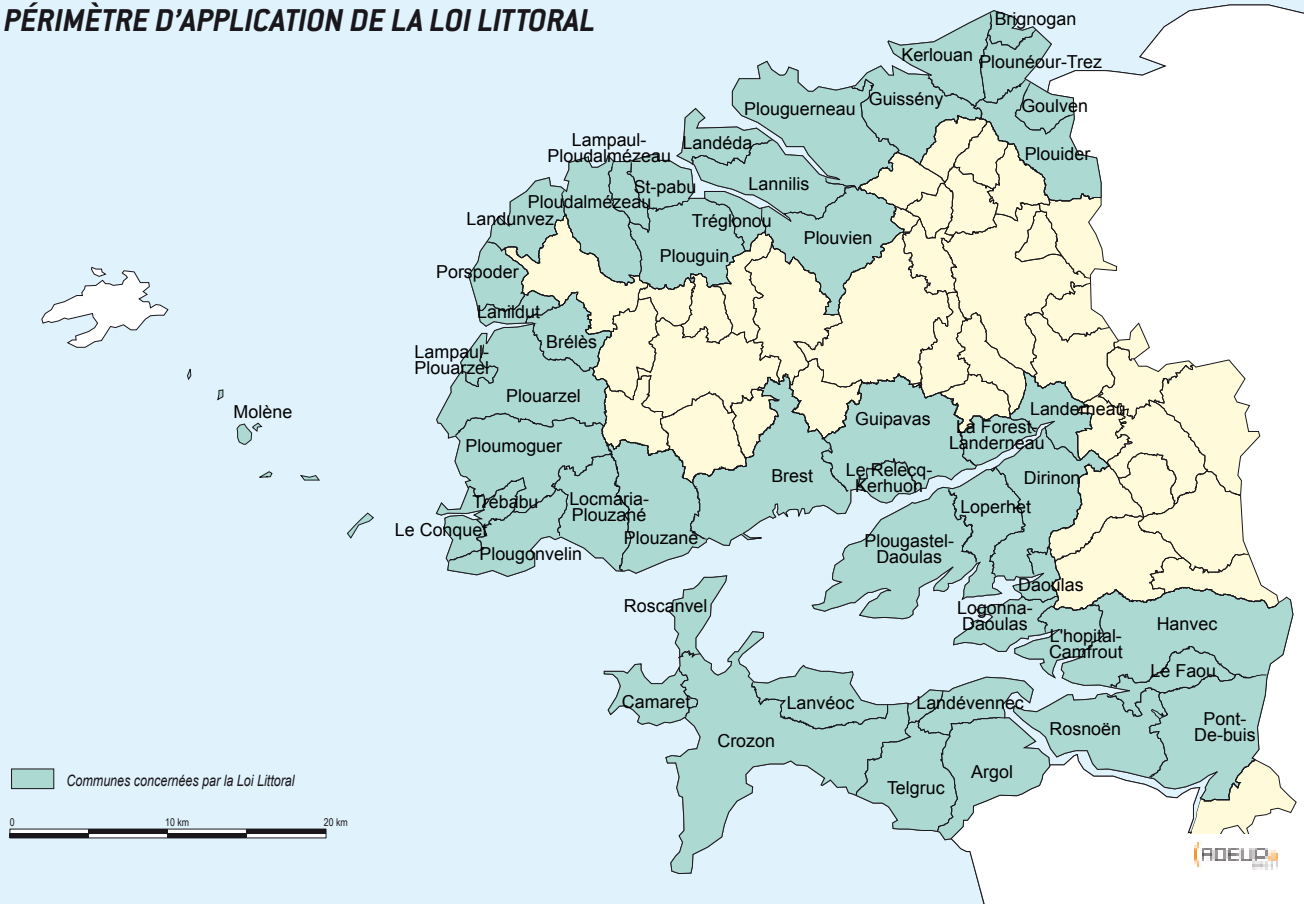 PÉRIMÈTRE D'APPLICATION DE LA LOI LITTORAL
Brignogan
Kerlouan
Plounéour-Trez
Plouguerneau
Guissény
Goulven
Lampaul-
Ploudalmézeau
Landéda
Plouider
St-pabu
Lannilis
Ploudalmézeau
Landunvez
Tréglonou
Plouvien
Plouguin
Porspoder
Lanildut
Brélès
Lampaul-
Plouarzel
Plouarzel
Molène
Landerneau
Guipavas
La Forest-
Landerneau
Ploumoguer
Le Relecq-
Kerhuon
Brest
Dirinon
Trébabu
Locmaria-
Plouzané
Loperhet
Le Conquet
Plouzané
Plougonvelin
Plougastel-
Daoulas
Daoulas
Roscanvel
Logonna-
Daoulas
Hanvec
L'hopital-
Camfrout
Le Faou
Camaret
Lanvéoc
Landévennec
Rosnoën
Pont-
De-buis
Crozon
Argol
Telgruc
Communes concernées par la Loi Littoral
0
10 km
20 km
ADEUP